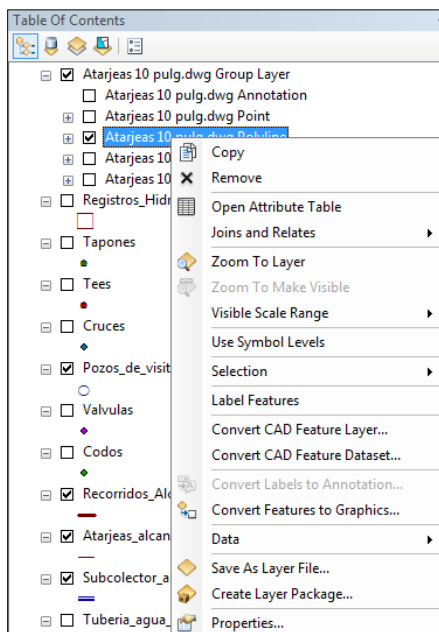 Table Of Contents
Atarjeas 10 pulg.dwg Group Layer
Atarjeas 10 pulg.dwg Annotation
Atarjeas 10 pulg.dwg Point
Atarjeas 10 pulg.dwg Polyline
Atarjeas 10
Atarjeas 10
Registros_Hidr
Tapones
Tees
Cruces
Pozos_de_visit
Valvulas
Codos
Recorridos_Alc
Atarjeas_alcan
Subcolector_a
Tuberia_agua_
Copy
Remove
Open Attribute Table
Joins and Relates
Zoom To Layer
Zoom To Make Visible
Visible Scale Range
Use Symbol Levels
Selection
Label Features
Convert CAD Feature Layer...
Convert CAD Feature Dataset...
Convert Labels to Annotation...
Convert Features to Graphics...
Data
Save As Layer File...
Create Layer Package...
Properties...